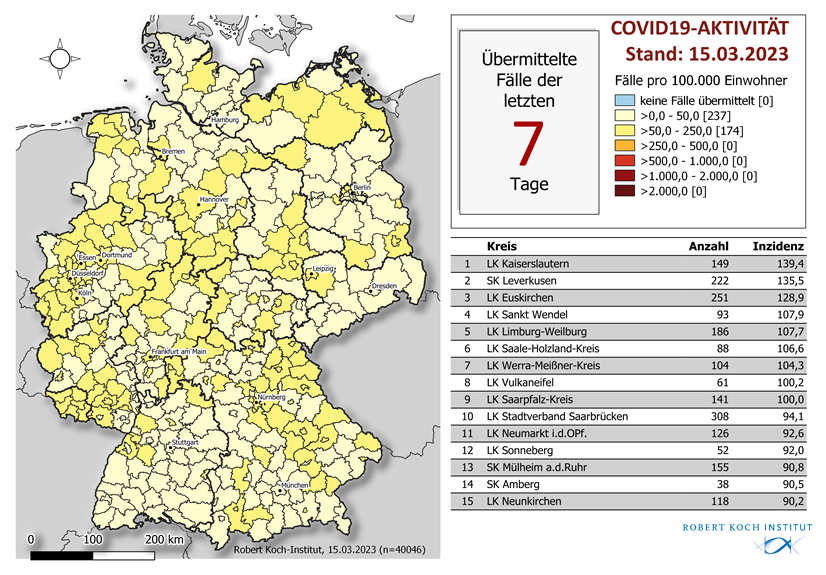 COVID19-AKTIVITÄT
Stand: 15.03.2023
Übermittelte
Fälle der
letzten
7
Tage
Fälle pro 100.000 Einwohner
keine Fälle übermittelt [0]
>0,0 - 50,0 [237]
>50,0 - 250,0 [174]
>250,0 - 500,0 [0]
>500,0 - 1.000,0 [0]
>1.000,0 - 2.000,0 [0]
>2.000,0 [0]
Hamburg
Bremen
Berlin
Hannover
Essen
Dortmund
Düsseldorf
Leipzig
Köln
Dresden
Frankfurt am Main
Nürnberg
Stuttgart
München
0 100 200 km
Robert Koch-Institut, 15.03.2023 (n=40046)
Kreis Anzahl Inzidenz
1 LK Kaiserslautern 149 139,4
2 SK Leverkusen 222 135,5
3 LK Euskirchen 251 128,9
4 LK Sankt Wendel 93 107,9
5 LK Limburg-Weilburg 186 107,7
6 LK Saale-Holzland-Kreis 88 106,6
7 LK Werra-Meißner-Kreis 104 104,3
8 LK Vulkaneifel 61 100,2
9 LK Saarpfalz-Kreis 141 100,0
10 LK Stadtverband Saarbrücken 308 94,1
11 LK Neumarkt i.d.OPf. 126 92,6
12 LK Sonneberg 52 92,0
13 SK Mülheim a.d.Ruhr 155 90,8
14 SK Amberg 38 90,5
15 LK Neunkirchen 118 90,2
ROBERT KOCH INSTITUT